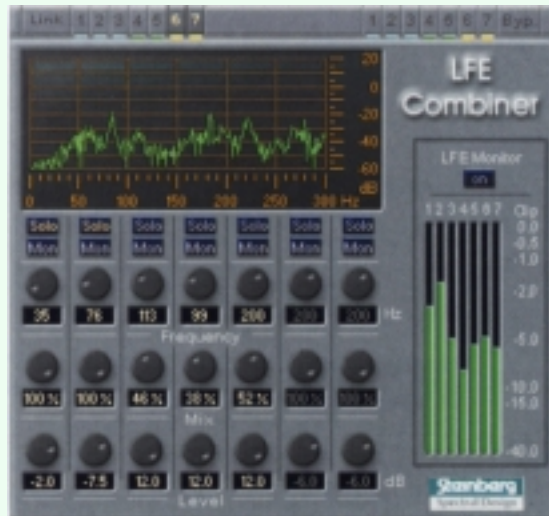 Link 1 2 3 4 5 6 7 1 2 3 4 5 6 7 Byp.
20
0
-20
-40
-60
dB
0 50 100 150 200 250 300 Hz
LFE
Combiner
LFE Monitor
on
1 2 3 4 5 6 7 Clip
0.0
-0.5
-1.0
-2.0
-5.0
-10.0
-15.0
-40.0
Solo Solo Solo Solo Solo Solo Solo
Mon Mon Mon Mon Mon Mon Mon
35 76 113 99 200 200 200 Hz
Frequency
100 % 100 % 46 % 38 % 52 % 100 % 100 %
Mix
-2.0 -7.5 12.0 12.0 12.0 -6.0 -6.0 dB
Level
Steinberg
Spectral Design